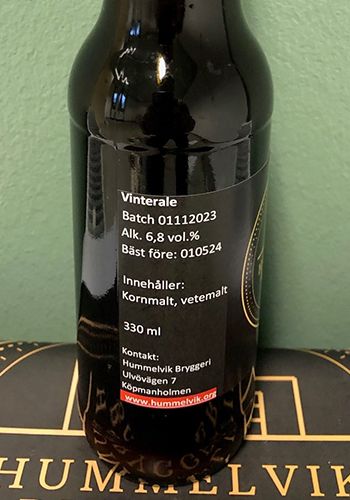 Vinterale
Batch 01112023
Alk. 6,8 vol.%
Bäst före: 010524
Innehåller:
Kornmalt, vetemalt
330 ml
Kontakt:
Hummelvik Bryggeri
Ulvövägen 7
Köpmanholmen
www.hummelvik.org
HUMMELVIK